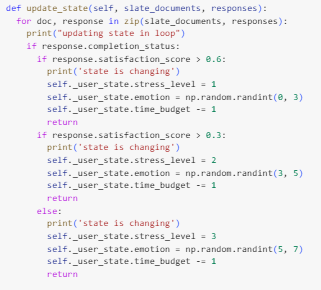 def update_state(self, slate_documents, responses):
  for doc, response in zip(slate_documents, responses):
    print("updating state in loop")
    if response.completion_status:
      if response.satisfaction_score > 0.6:
        print('state is changing')
        self._user_state.stress_level = 1
        self._user_state.emotion = np.random.randint(0, 3)
        self._user_state.time_budget -= 1
        return
      if response.satisfaction_score > 0.3:
        print('state is changing')
        self._user_state.stress_level = 2
        self._user_state.emotion = np.random.randint(3, 5)
        self._user_state.time_budget -= 1
        return
      else:
        print('state is changing')
        self._user_state.stress_level = 3
        self._user_state.emotion = np.random.randint(5, 7)
        self._user_state.time_budget -= 1
        return